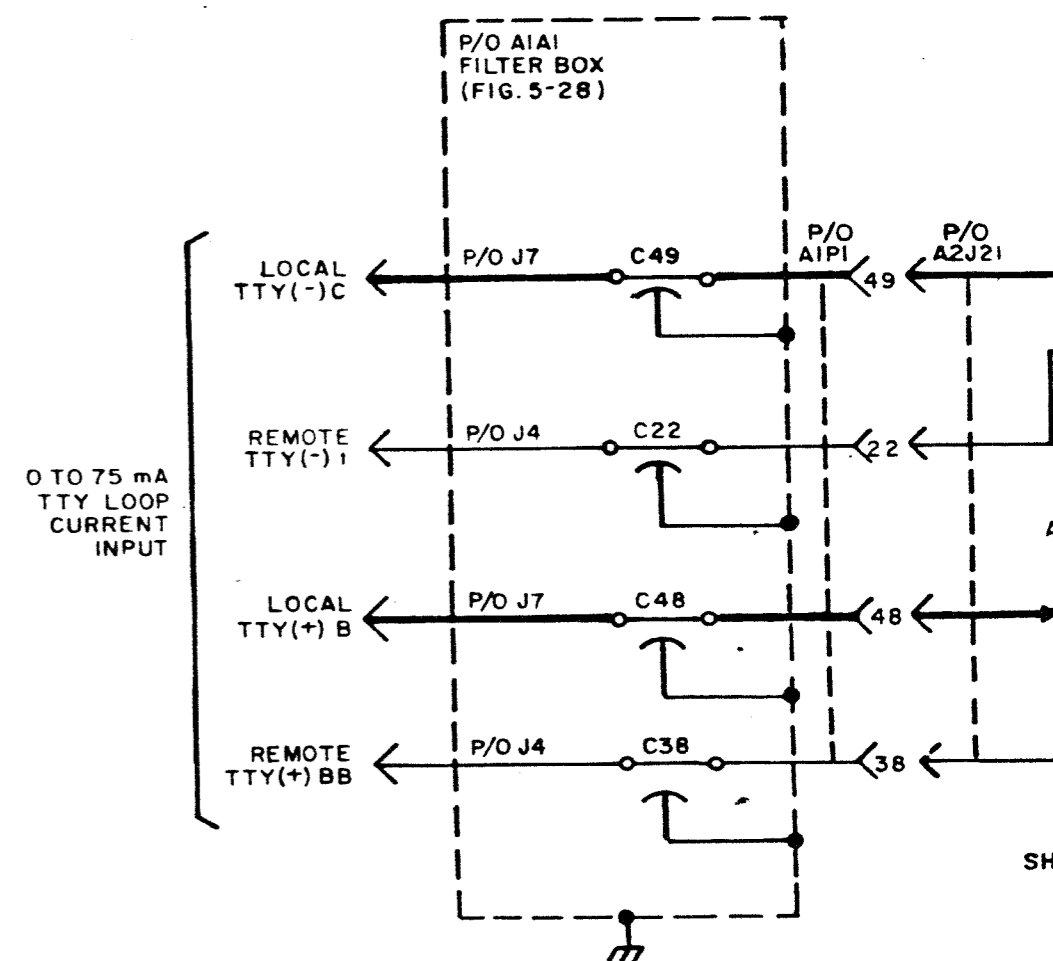 P/O A1A1
FILTER BOX
(FIG. 5-28)
P/O
A1P1
P/O
A2J21
LOCAL
TTY(-)C
P/O J7
C49
49
REMOTE
TTY(-) 1
P/O J4
C22
22
0 TO 75 mA
TTY LOOP
CURRENT
INPUT
LOCAL
TTY(+) B
P/O J7
C48
48
REMOTE
TTY(+) BB
P/O J4
C38
38